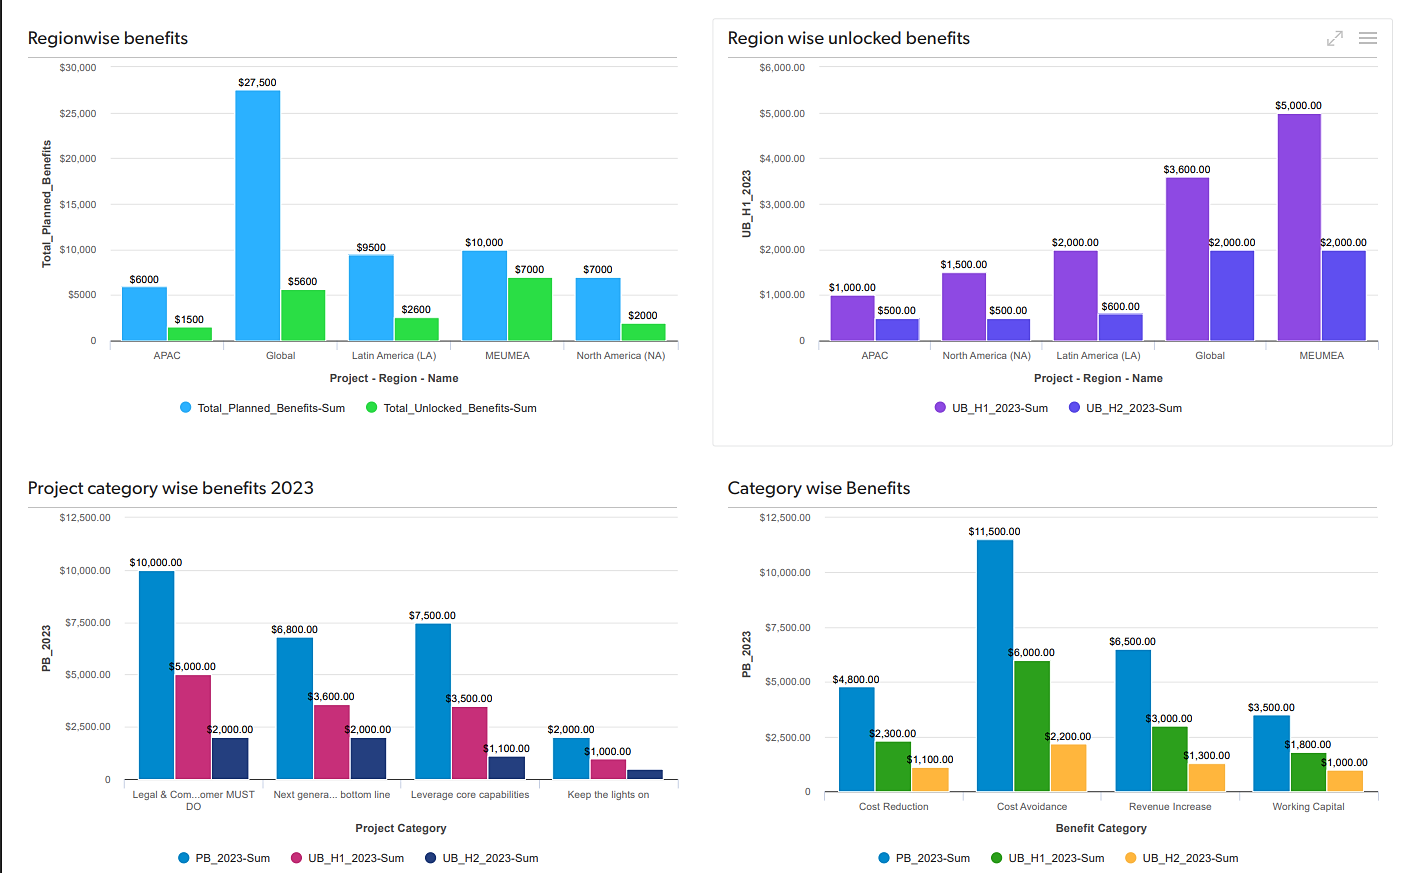 Regionwise benefits
$30,000
$27,500
$25,000
$20,000
$15,000
$10,000
$5000
0
Total_Planned_Benefits
$6000
$1500
$5600
$9500
$2600
$10,000
$7000
$7000
$2000
APAC
Global
Latin America (LA)
MEUMEA
North America (NA)
Project - Region - Name
Total_Planned_Benefits-Sum
Total_Unlocked_Benefits-Sum
Region wise unlocked benefits
$6,000.00
$5,000.00
$4,000.00
$3,000.00
$2,000.00
$1,000.00
0
UB_H1_2023
$1,000.00
$500.00
$1,500.00
$500.00
$2,000.00
$600.00
$3,600.00
$2,000.00
$5,000.00
$2,000.00
APAC
North America (NA)
Latin America (LA)
Global
MEUMEA
Project - Region - Name
UB_H1_2023-Sum
UB_H2_2023-Sum
Project category wise benefits 2023
$12,500.00
$10,000.00
$7,500.00
$5,000.00
$2,500.00
0
PB_2023
$10,000.00
$5,000.00
$2,000.00
$6,800.00
$3,600.00
$2,000.00
$7,500.00
$3,500.00
$1,100.00
$2,000.00
$1,000.00
Legal & Com...omer MUST
DO
Next genera... bottom line
Leverage core capabilities
Keep the lights on
Project Category
PB_2023-Sum
UB_H1_2023-Sum
UB_H2_2023-Sum
Category wise Benefits
$12,500.00
$10,000.00
$7,500.00
$5,000.00
$2,500.00
0
PB_2023
$4,800.00
$2,300.00
$1,100.00
$11,500.00
$6,000.00
$2,200.00
$6,500.00
$3,000.00
$1,300.00
$3,500.00
$1,800.00
$1,000.00
Cost Reduction
Cost Avoidance
Revenue Increase
Working Capital
Benefit Category
PB_2023-Sum
UB_H1_2023-Sum
UB_H2_2023-Sum